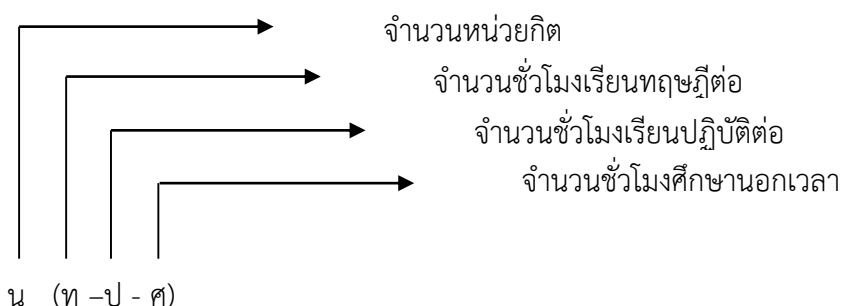 จำนวนหน่วยกิต
จำนวนชั่วโมงเรียนทฤษฎีต่อ
จำนวนชั่วโมงเรียนปฏิบัติต่อ
จำนวนชั่วโมงศึกษานอกเวลา
น (ท –ป - ศ)